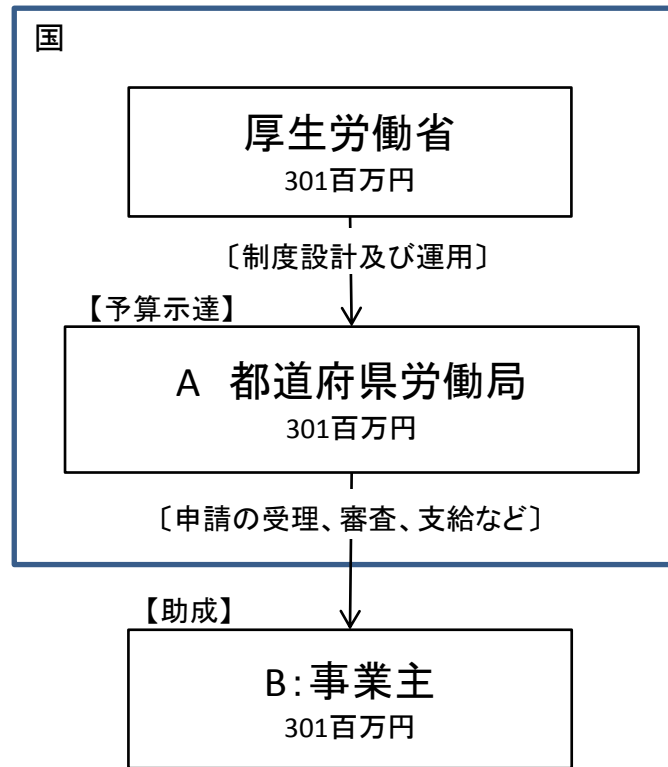 国
厚生労働省
301百万円
〔制度設計及び運用〕
【予算示達】
A　都道府県労働局
301百万円
〔申請の受理、審査、支給など〕
【助成】
B：事業主
301百万円